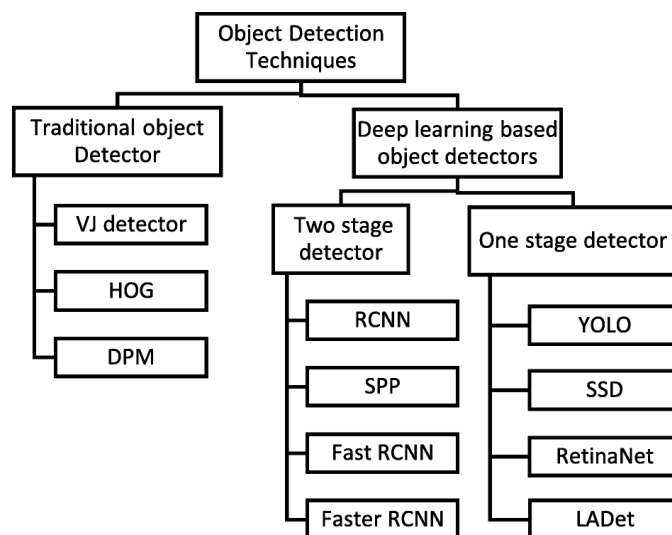 Object Detection
Techniques
Traditional object
Detector
VJ detector
HOG
DPM
Deep learning based
object detectors
Two stage
detector
RCNN
SPP
Fast RCNN
Faster RCNN
One stage detector
YOLO
SSD
RetinaNet
LADet